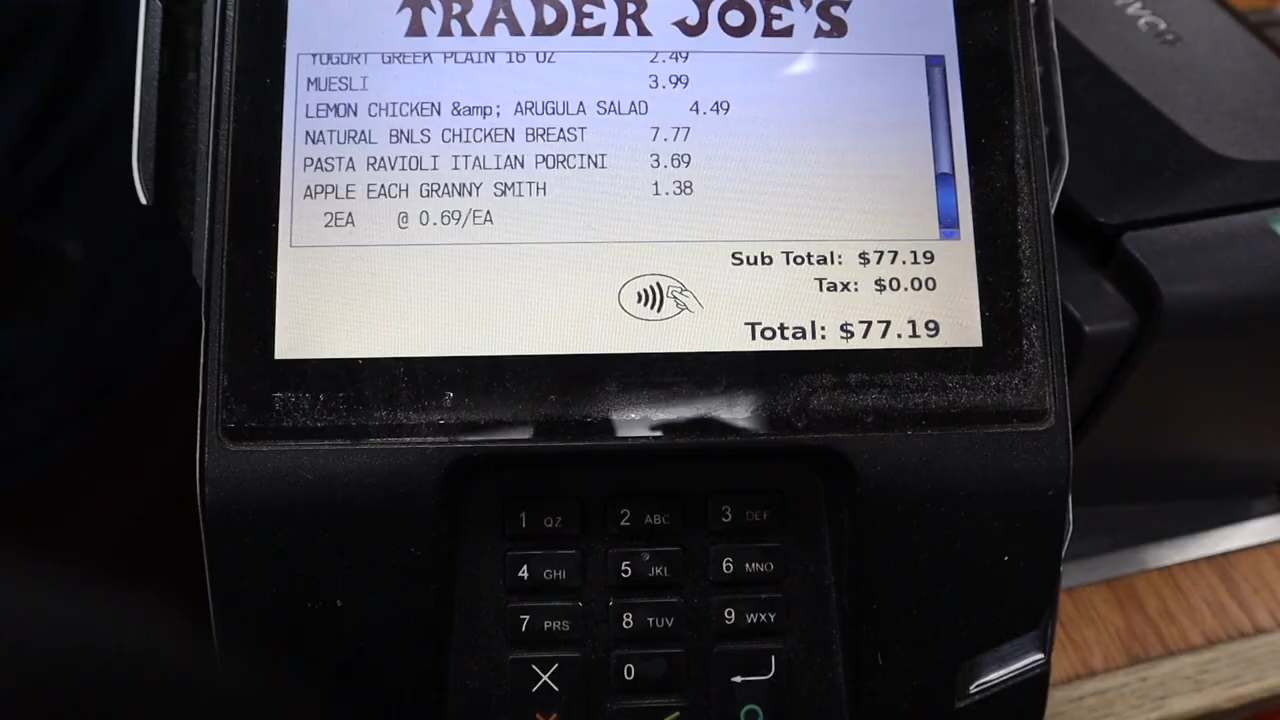 TRADER JOE'S
YOGURT GREEK PLAIN 16 OZ 2.49
MUESLI 3.99
LEMON CHICKEN &amp; ARUGULA SALAD 4.49
NATURAL BNLS CHICKEN BREAST 7.77
PASTA RAVIOLI ITALIAN PORCINI 3.69
APPLE EACH GRANNY SMITH 1.38
2EA @ 0.69/EA
Sub Total: $77.19
Tax: $0.00
Total: $77.19
1 QZ 2 ABC 3 DEF
4 GHI 5 JKL 6 MNO
7 PRS 8 TUV 9 WXY
0